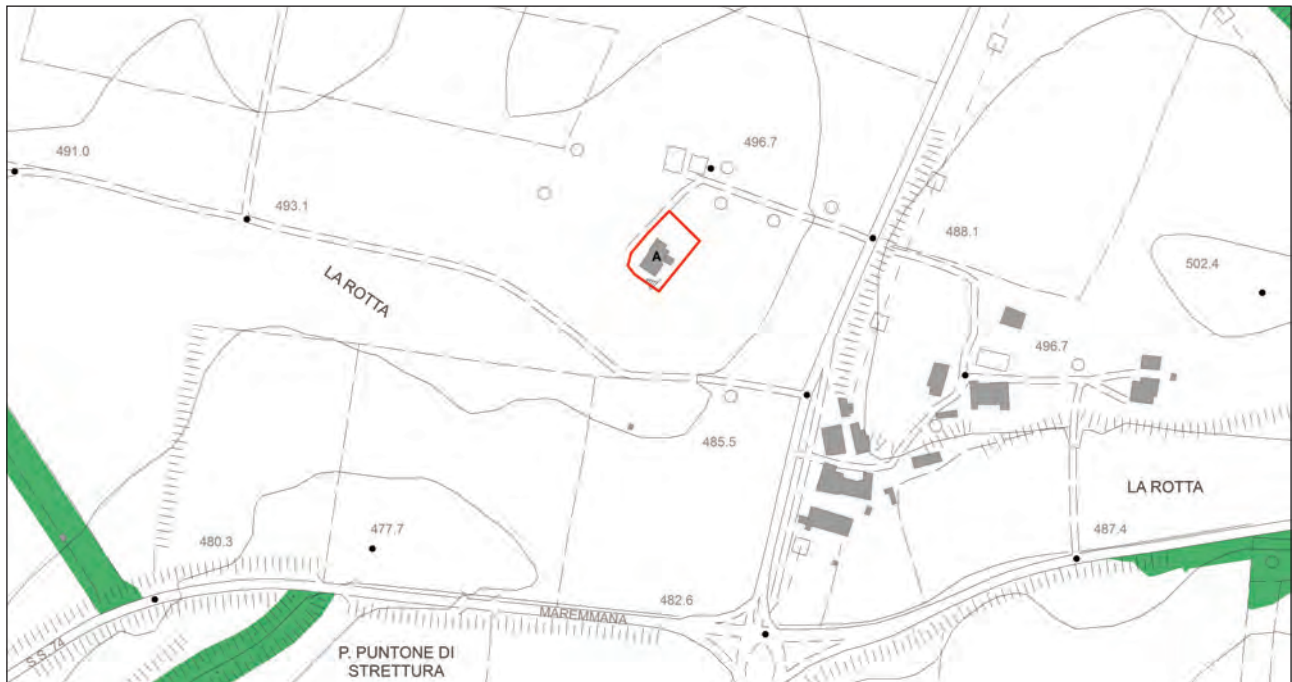 496.7
491.0
493.1
488.1
502.4
A
LA ROTTA
496.7
485.5
LA ROTTA
487.4
480.3
477.7
482.6
MAREMMANA
S.S. 74
P. PUNTONE DI
STRETTURA